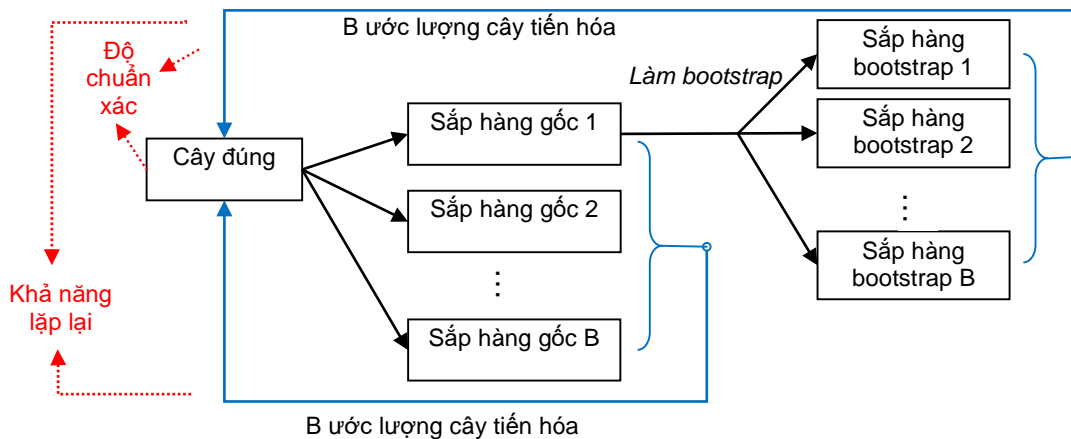 B ước lượng cây tiến hóa
Độ
chuẩn
xác
Làm bootstrap
Sắp hàng
bootstrap 1
Sắp hàng gốc 1
Sắp hàng
bootstrap 2
Cây đúng
Sắp hàng gốc 2
…
Sắp hàng
bootstrap B
…
Khả năng
lặp lại
Sắp hàng gốc B
B ước lượng cây tiến hóa